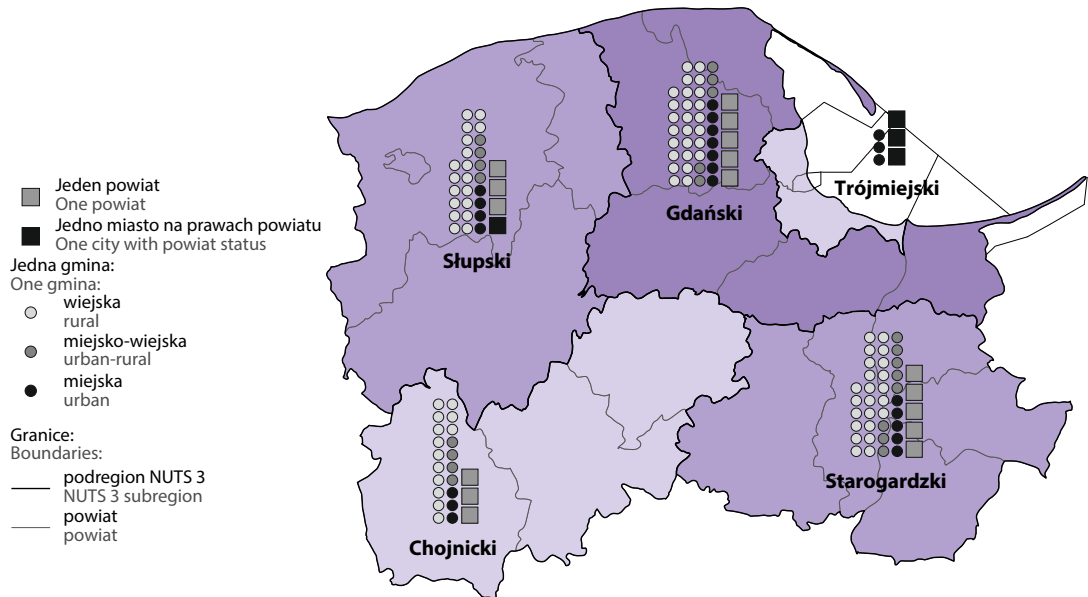 Jeden powiat
One powiat
Jedno miasto na prawach powiatu
One city with powiat status
Jedna gmina:
One gmina:
wiejska
rural
miejsko-wiejska
urban-rural
miejska
urban
Granice:
Boundaries:
podregion NUTS 3
NUTS 3 subregion
powiat
powiat
Trójmiejski
Gdański
Słupski
Starogardzki
Chojnicki